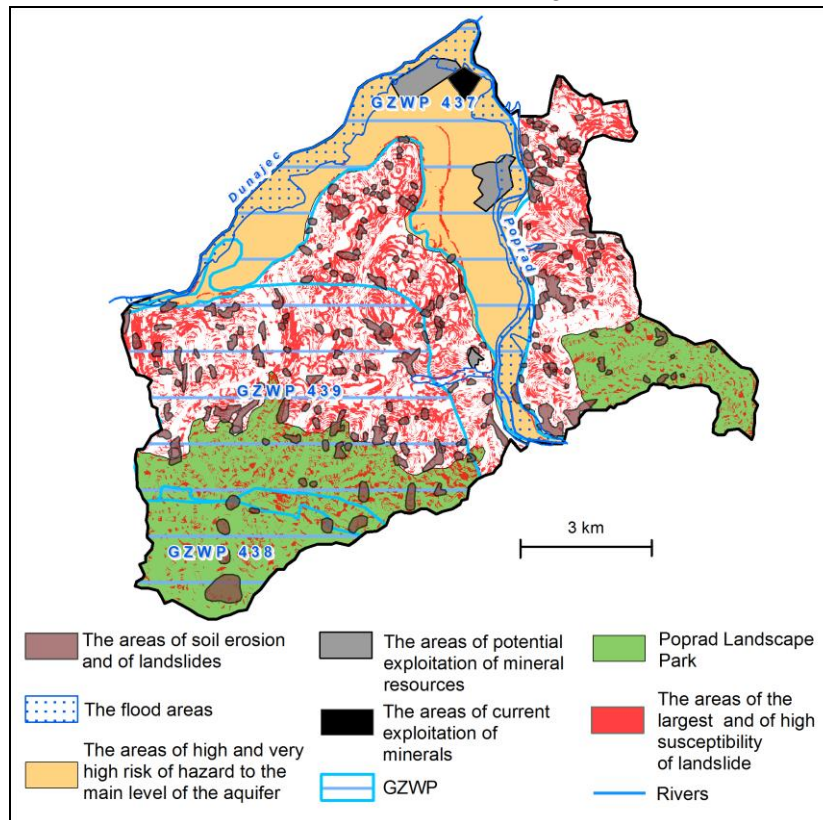 GZWP 437
Dunajec
Poprad
GZWP 439
GZWP 438
3 km
The areas of soil erosion
and of landslides
The flood areas
The areas of high and very
high risk of hazard to the
main level of the aquifer
The areas of potential
exploitation of mineral
resources
The areas of current
exploitation of
minerals
GZWP
Poprad Landscape
Park
The areas of the
largest and of high
susceptibility
of landslide
Rivers